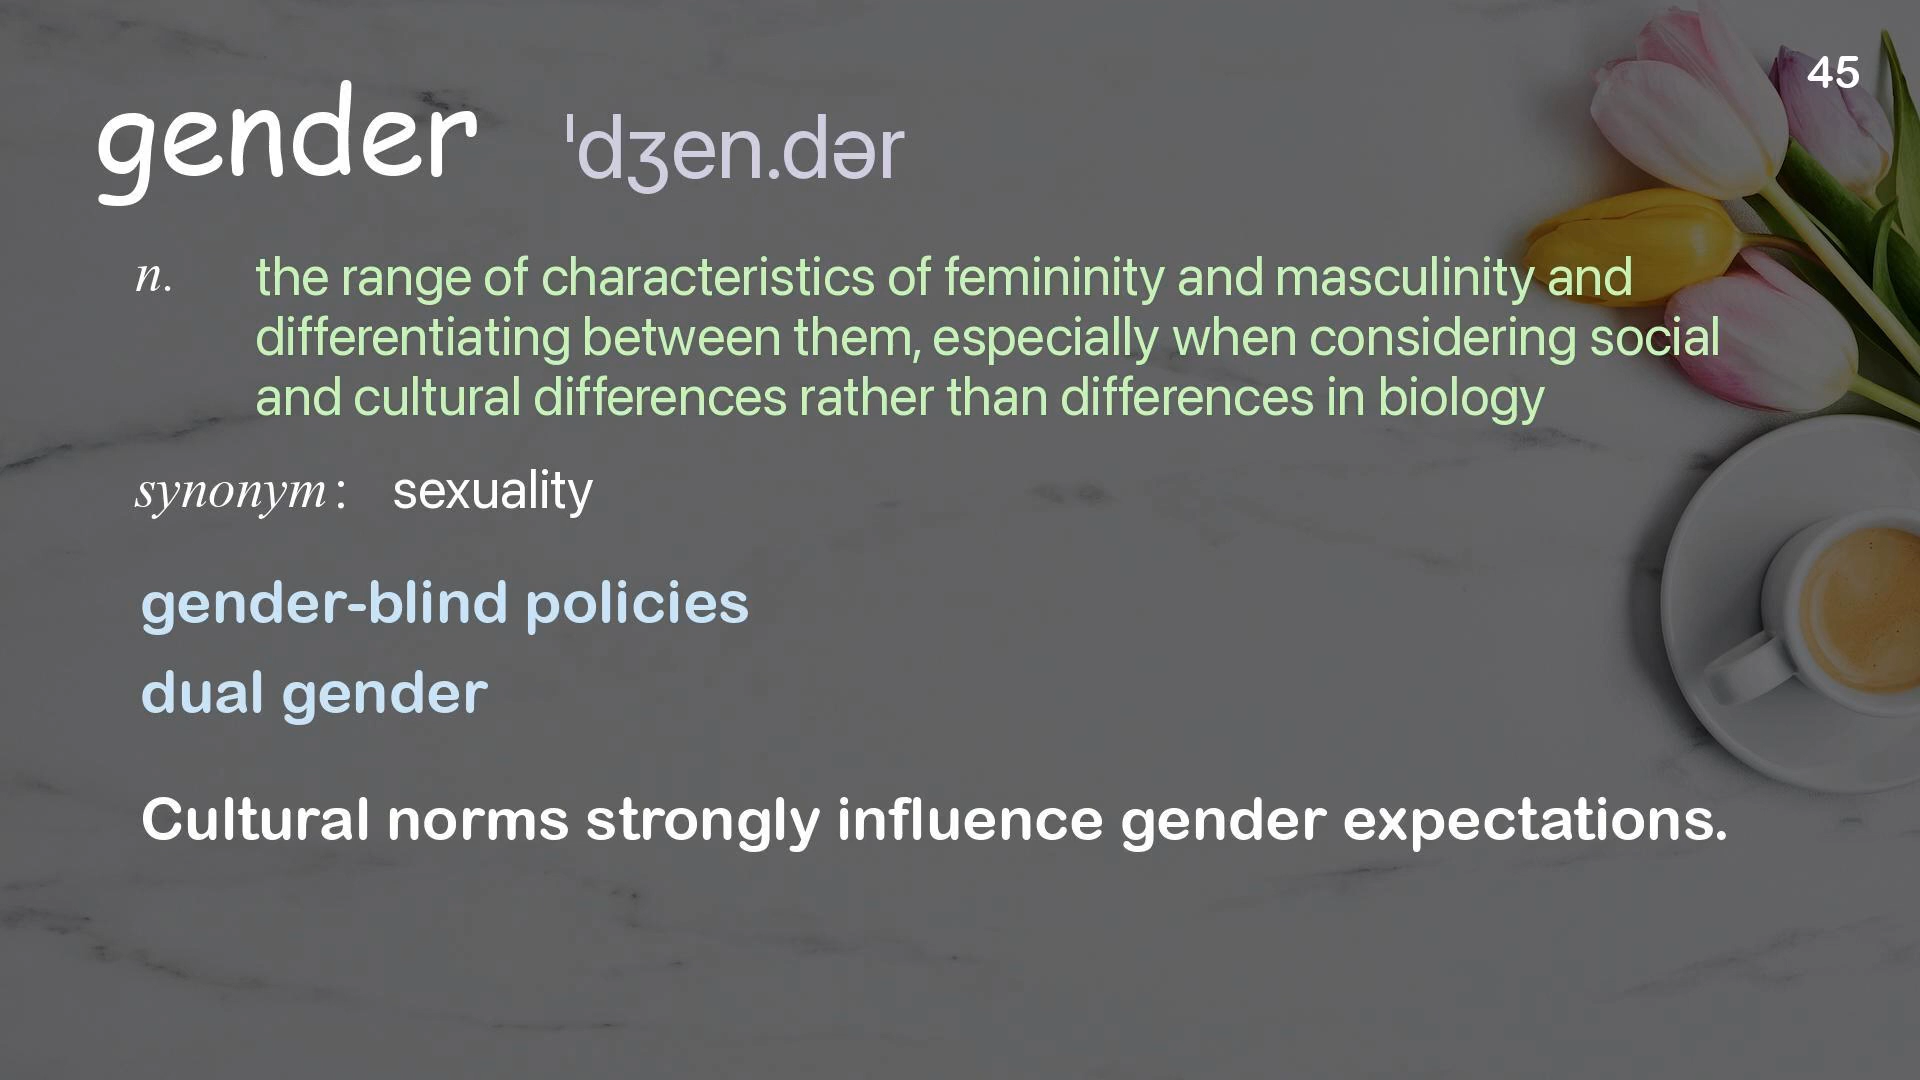 45
gender ˈdʒen.dər
n. the range of characteristics of femininity and masculinity and
differentiating between them, especially when considering social
and cultural differences rather than differences in biology
synonym: sexuality
gender-blind policies
dual gender
Cultural norms strongly influence gender expectations.